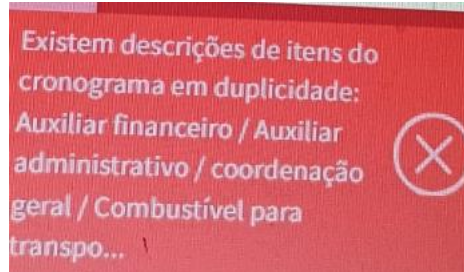 Existem descrições de itens do
cronograma em duplicidade:
Auxiliar financeiro / Auxiliar
administrativo / coordenação
geral / Combustível para
transpo...